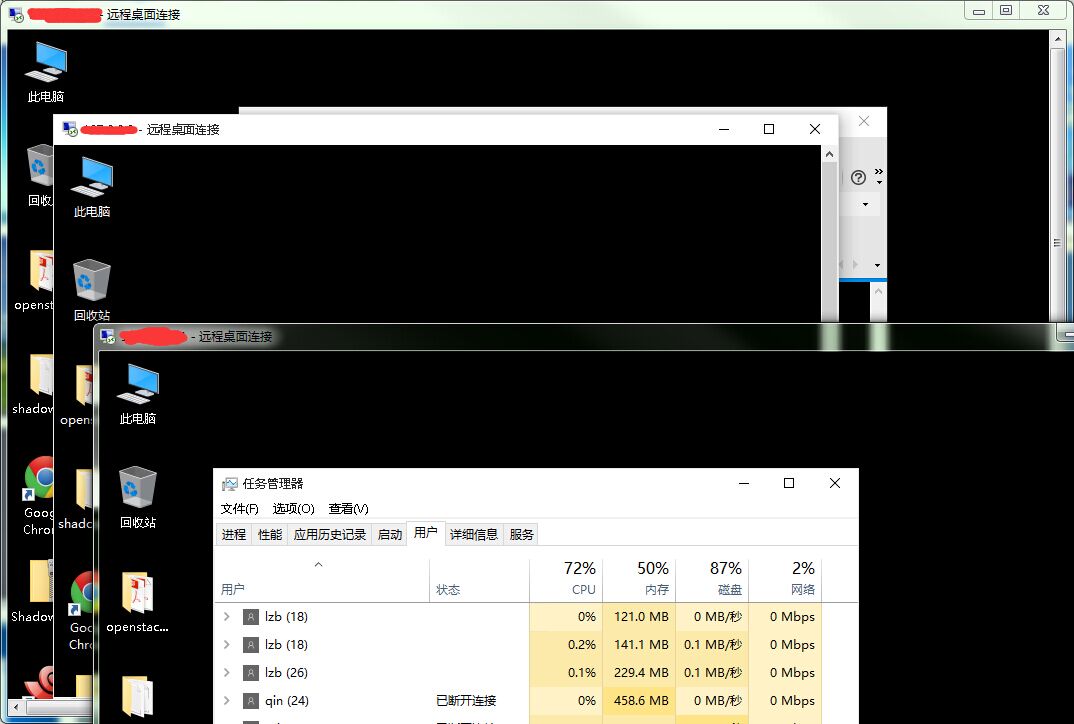 远程桌面连接
此电脑
- 远程桌面连接
回收
此电脑
openst
回收站
- 远程桌面连接
shadow
opens
此电脑
Goog
Chro
shado
回收站
任务管理器
文件(F) 选项(O) 查看(V)
进程 性能 应用历史记录 启动 用户 详细信息 服务
72% 50% 87% 2%
用户 状态 CPU 内存 磁盘 网络
Shadow
Goo
Chr
openstac...
lzb (18) 0% 121.0 MB 0 MB/秒 0 Mbps
lzb (18) 0.2% 141.1 MB 0.1 MB/秒 0 Mbps
lzb (26) 0.1% 229.4 MB 0.1 MB/秒 0 Mbps
qin (24) 已断开连接 0% 458.6 MB 0 MB/秒 0 Mbps